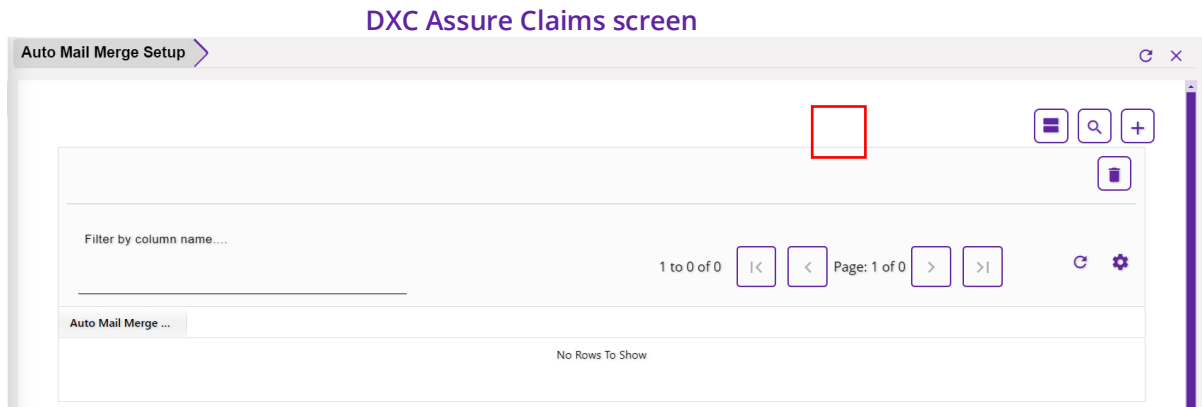 DXC Assure Claims screen
Auto Mail Merge Setup
Filter by column name....
1 to 0 of 0 Page: 1 of 0
Auto Mail Merge ...
No Rows To Show